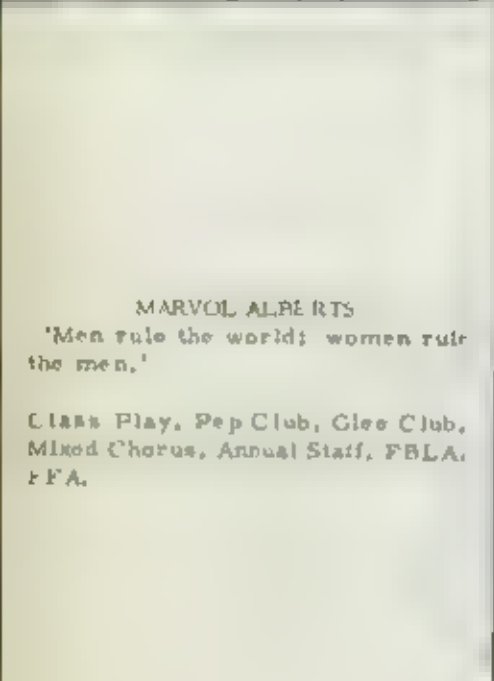 MARVOL ALBERTS
'Men rule the world; women rule
the men.'
Class Play, Pep Club, Glee Club,
Mixed Chorus, Annual Staff, FBLA,
FFA.